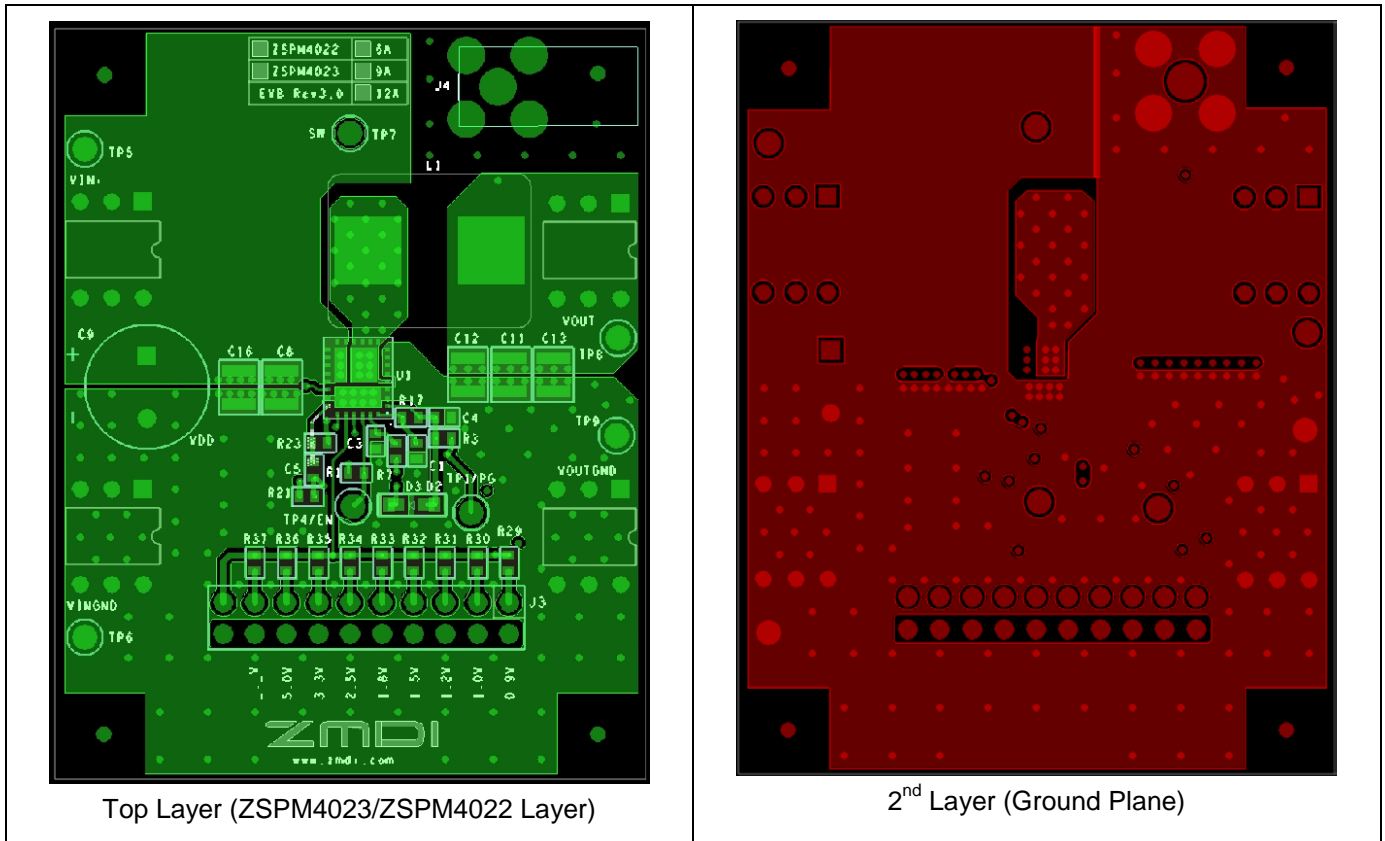 ZSPM4022 6A
ZSPM4023 9A
EVB Rev3.0 12A
J4
SW TP7
TP5
L1
VIN+
VOUT
C9
C16 C8
C12 C11 C13
TP8
+
U1
R17
C4
-
TP9
VDD
R23 C3 R3
C5 R1 R7 C1 TP1/PG
VOUTGND
R21
D3 D2
TP4/EN
R37 R36 R35 R34 R33 R32 R31 R30 R29
VINGND
J3
TP6
-.-V 5.0V 3.3V 2.5V 1.8V 1.5V 1.2V 1.0V 0.9V
ZMDI
www.zmdi.com
Top Layer (ZSPM4023/ZSPM4022 Layer)
2nd Layer (Ground Plane)